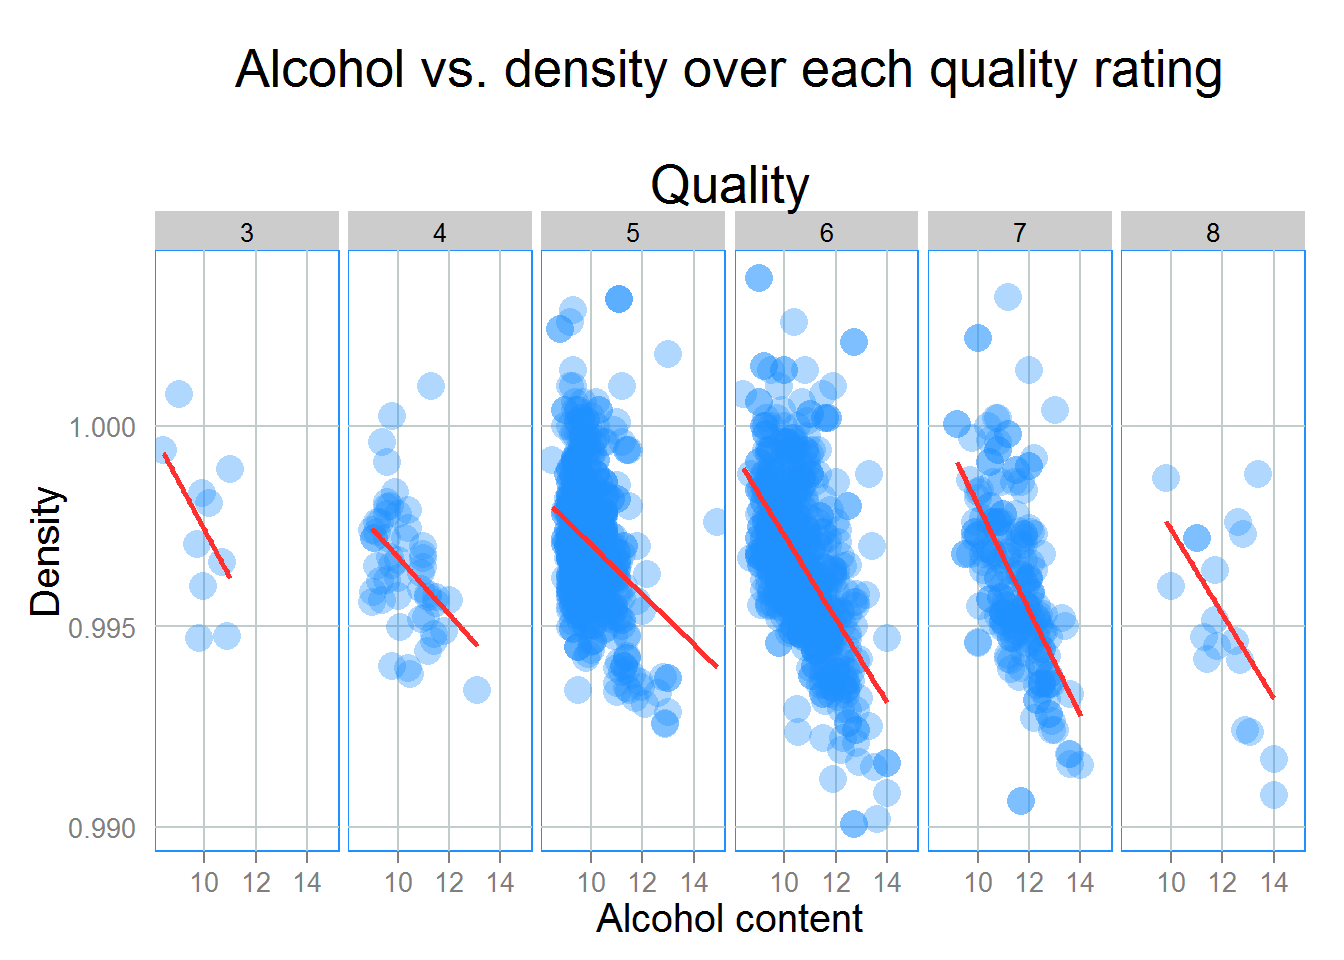 Alcohol vs. density over each quality rating
Quality
3 4 5 6 7 8
1.000
0.995
0.990
Density
10 12 14 10 12 14 10 12 14 10 12 14 10 12 14 10 12 14
Alcohol content